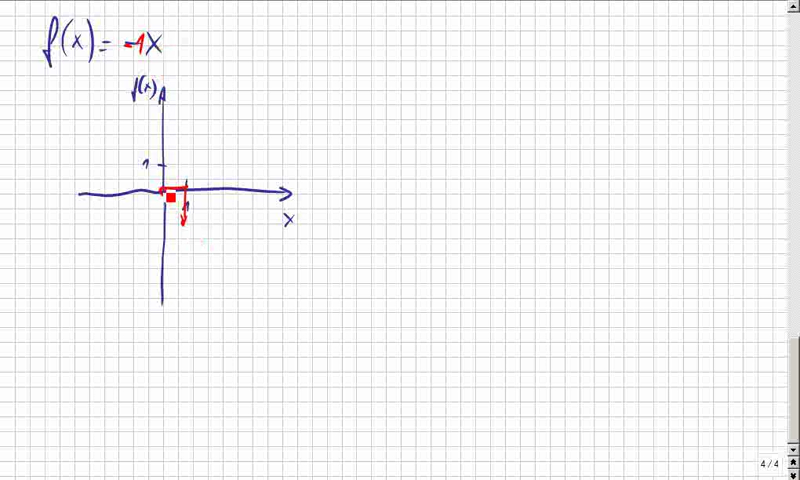 f(x) = -1x
f(x)
1
1
x
4 / 4